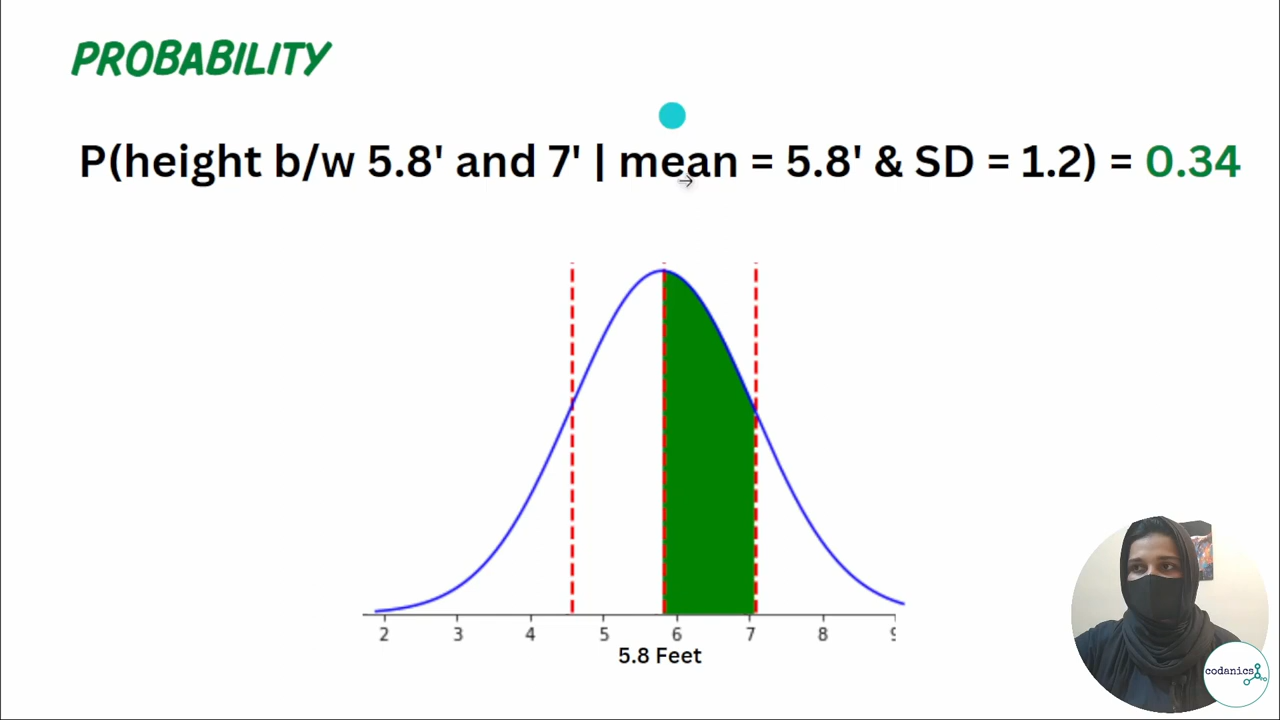 PROBABILITY
P(height b/w 5.8' and 7' | mean = 5.8' & SD = 1.2) = 0.34
2 3 4 5 6 7 8 9
5.8 Feet
codanics